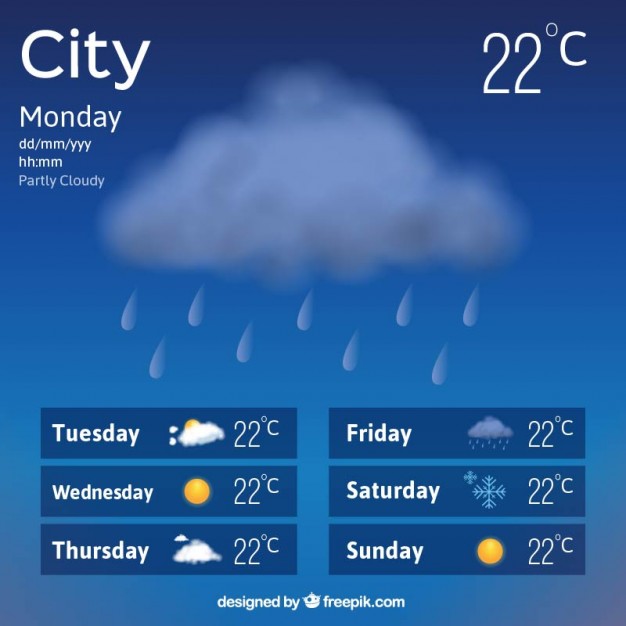 City
22°C
Monday
dd/mm/yyy
hh:mm
Partly Cloudy
Tuesday 22°C
Wednesday 22°C
Thursday 22°C
Friday 22°C
Saturday 22°C
Sunday 22°C
designed by freepik.com